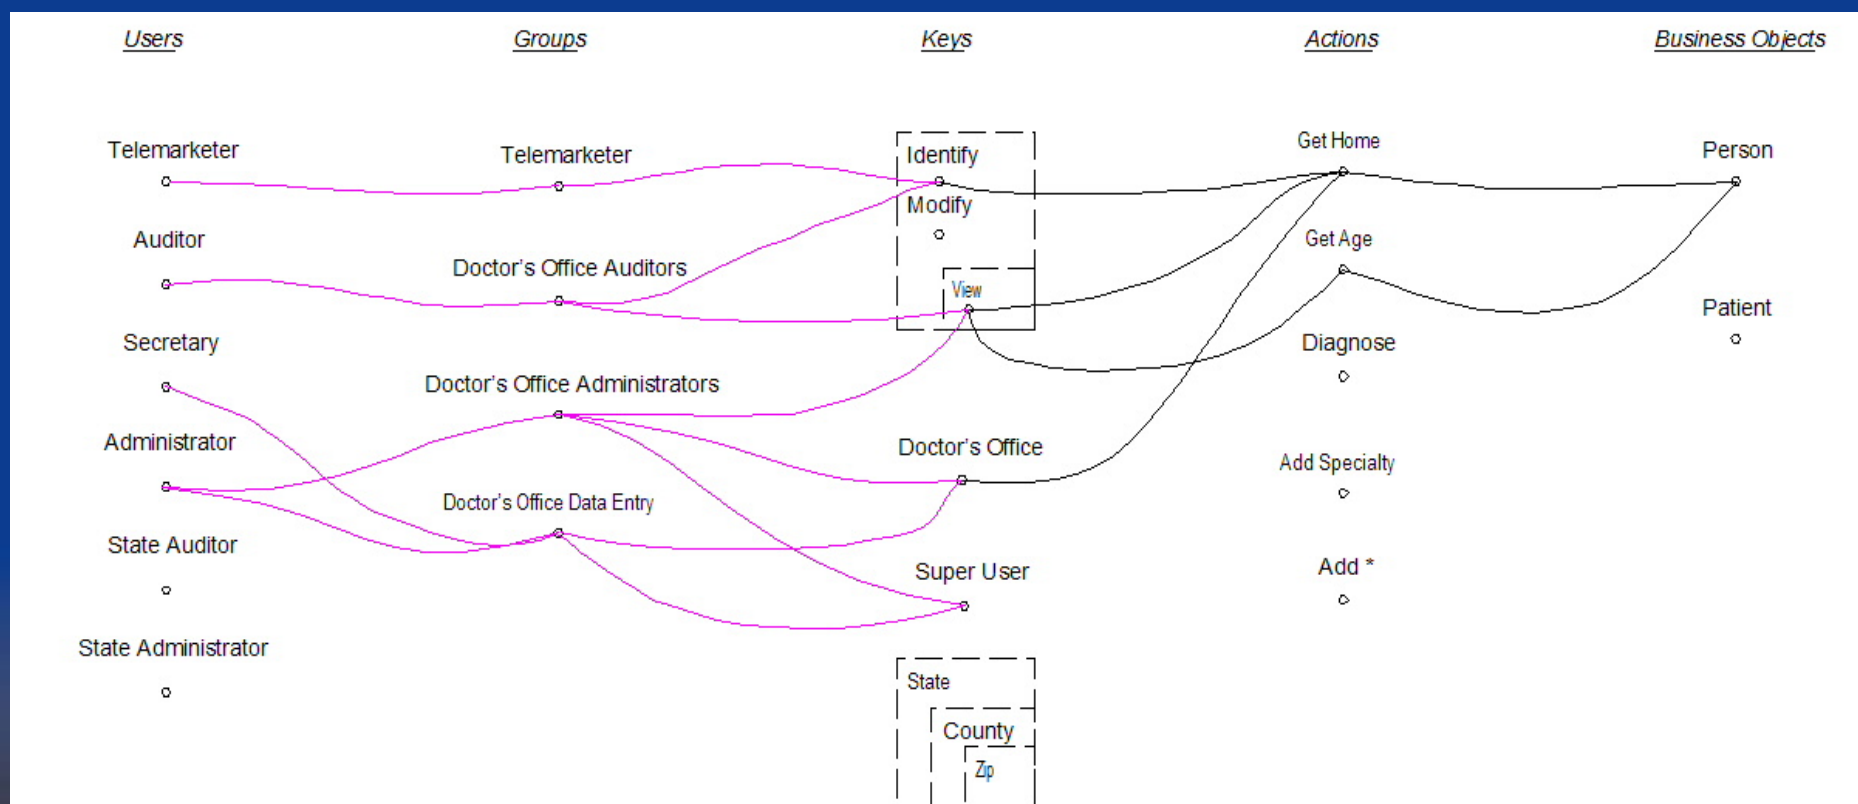 Users
Groups
Keys
Actions
Business Objects
Telemarketer
Auditor
Secretary
Administrator
State Auditor
State Administrator
Telemarketer
Doctor’s Office Auditors
Doctor’s Office Administrators
Doctor’s Office Data Entry
Identify
Modify
View
Doctor’s Office
Super User
State
County
Zip
Get Home
Get Age
Diagnose
Add Specialty
Add *
Person
Patient